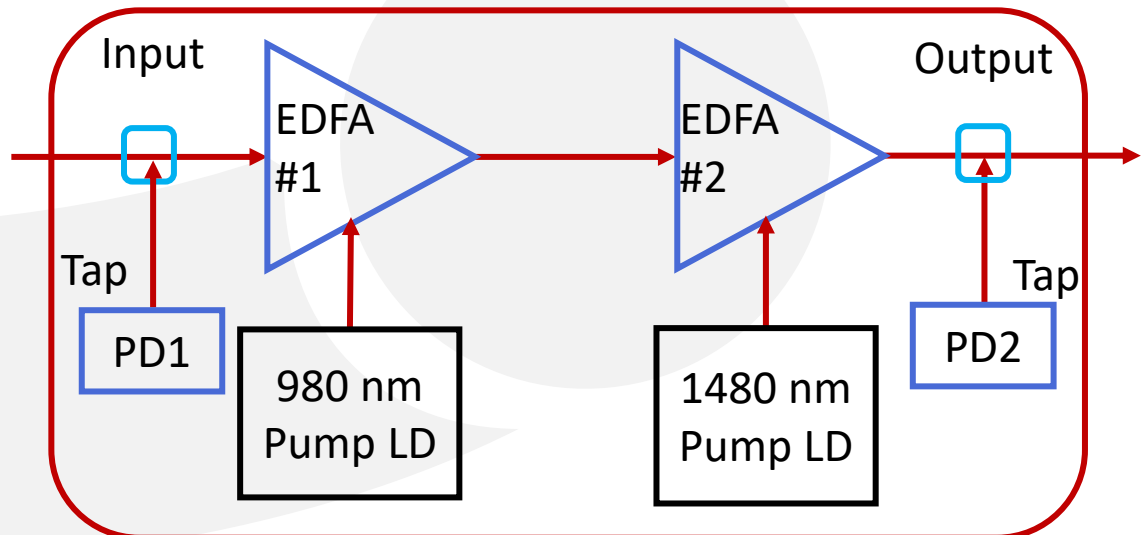 Input
Output
EDFA
#1
EDFA
#2
Tap
Tap
PD1
PD2
980 nm
Pump LD
1480 nm
Pump LD